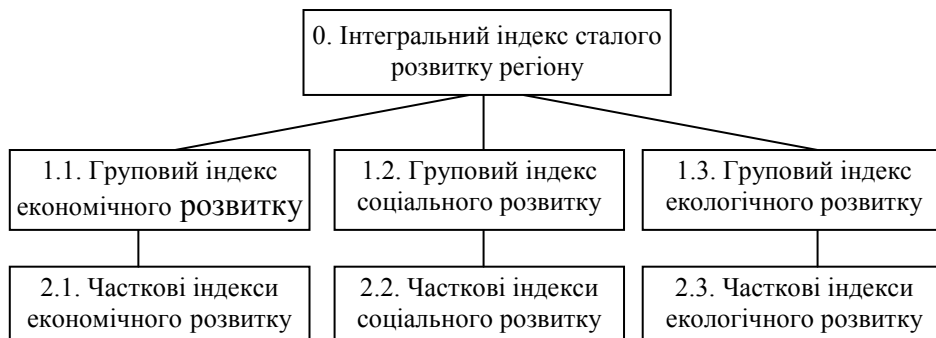 0. Інтегральний індекс сталого
розвитку регіону
1.1. Груповий індекс
економічного розвитку
1.2. Груповий індекс
соціального розвитку
1.3. Груповий індекс
екологічного розвитку
2.1. Часткові індекси
економічного розвитку
2.2. Часткові індекси
соціального розвитку
2.3. Часткові індекси
екологічного розвитку